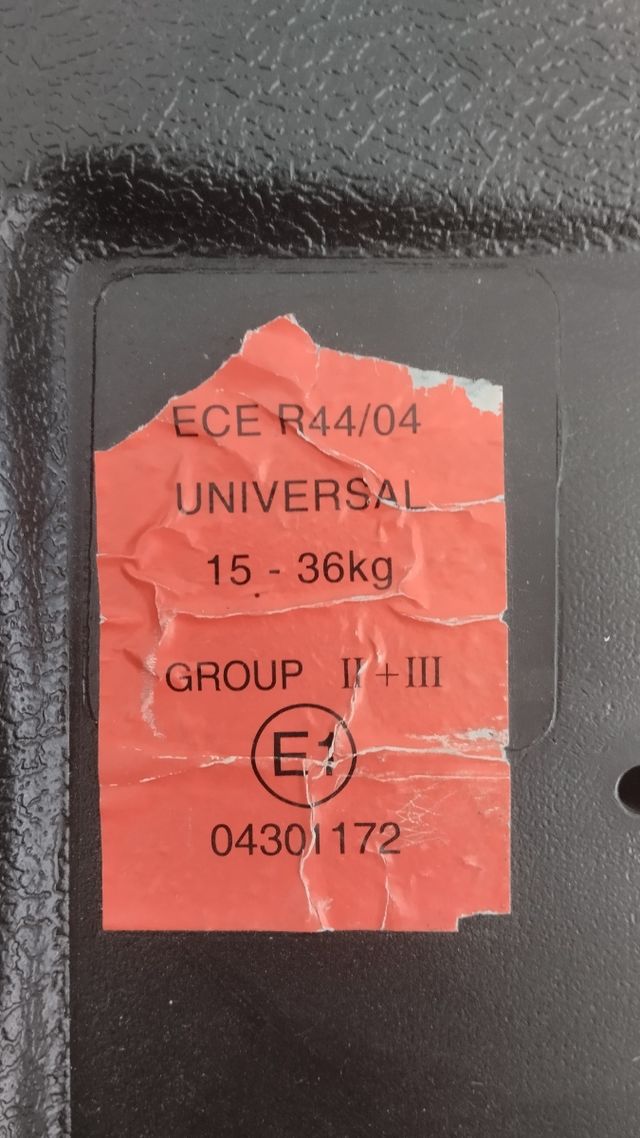 ECE R44/04
UNIVERSAL
15 - 36kg
GROUP II + III
E1
04301172